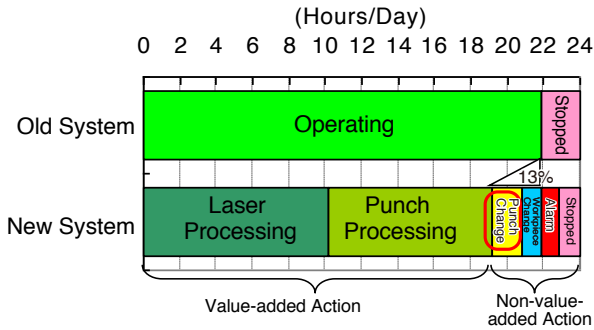 (Hours/Day)
0 2 4 6 8 10 12 14 16 18 20 22 24
Old System
Operating
Stopped
13%
New System
Laser
Processing
Punch
Processing
Punch
Change
Workpiece
Change
Alarm
Stopped
Value-added Action
Non-value-
added Action